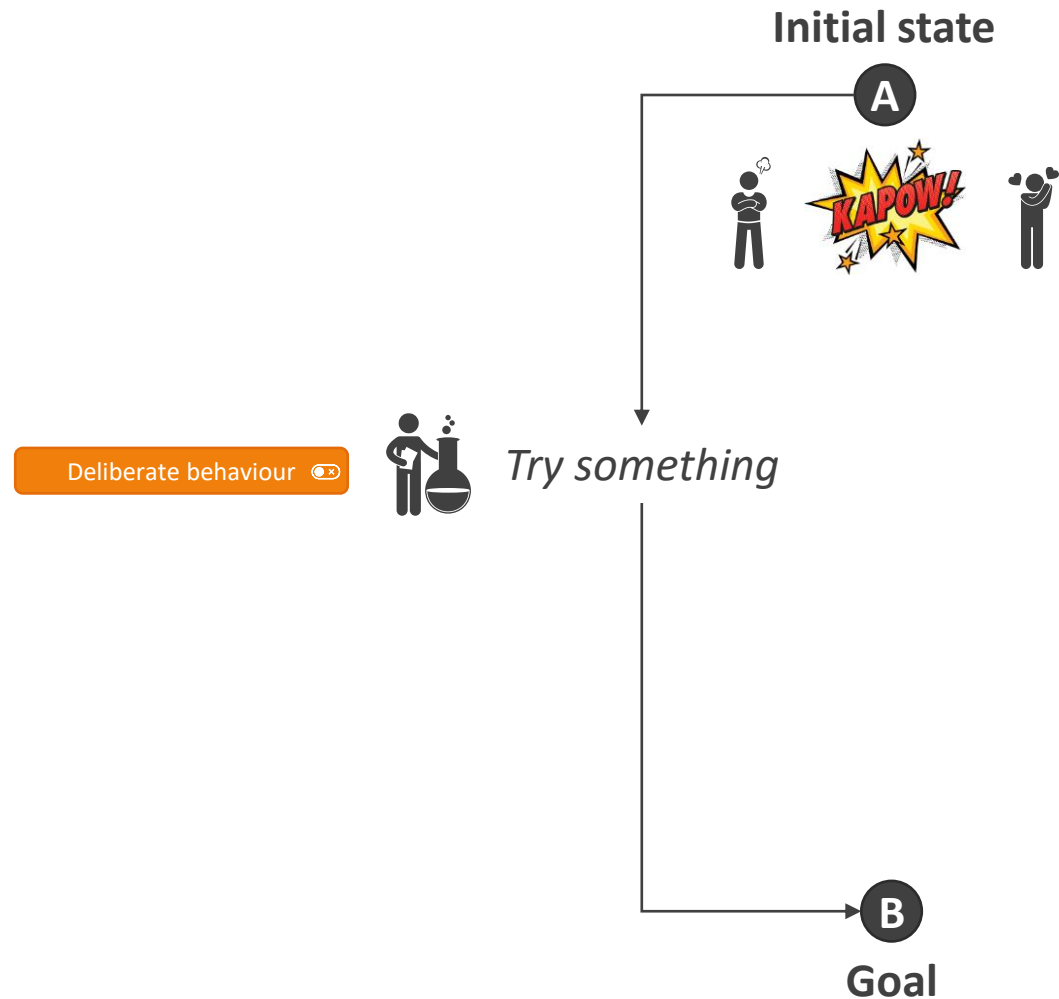 Initial state
A
KAPOW!
Deliberate behaviour
Try something
B
Goal